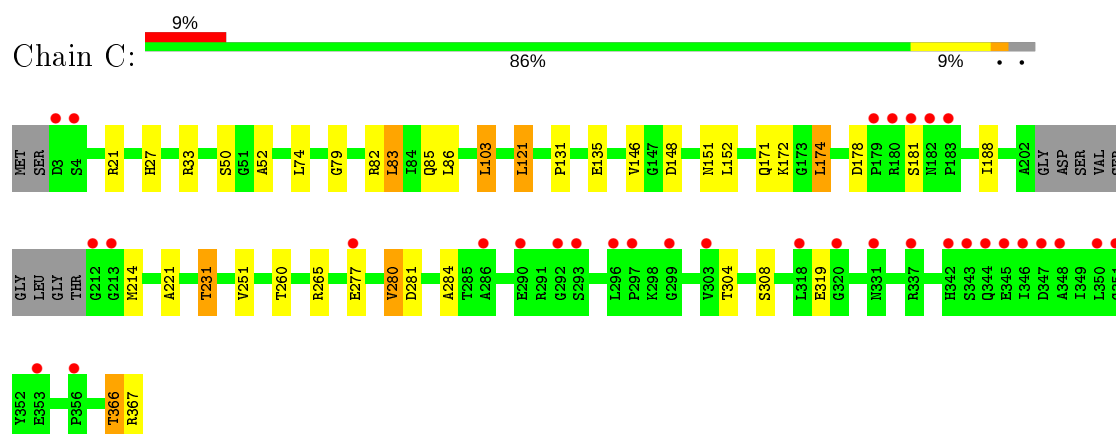 9%
Chain C:
86% 9% • •
MET SER D3 S4 R21 H27 R33 S50 G51 A52 L74 G79 R82 L83 I84 Q85 L86 L103 L121 P131 E135 V146 G147 D148 N151 L152 Q171 K172 G173 L174 D178 P179 R180 S181 N182 P183 I188 A202 GLY ASP SER VAL
GLY LEU GLY THR G212 G213 M214 A221 T231 V251 T260 R265 E277 V280 D281 A284 T285 A286 E290 R291 G292 S293 L296 P297 K298 G299 V303 T304 S308 L318 E319 G320 N331 R337 H342 S343 Q344 E345 I346 D347 A348 I349 L350
Y352 E353 P356 T366 R367